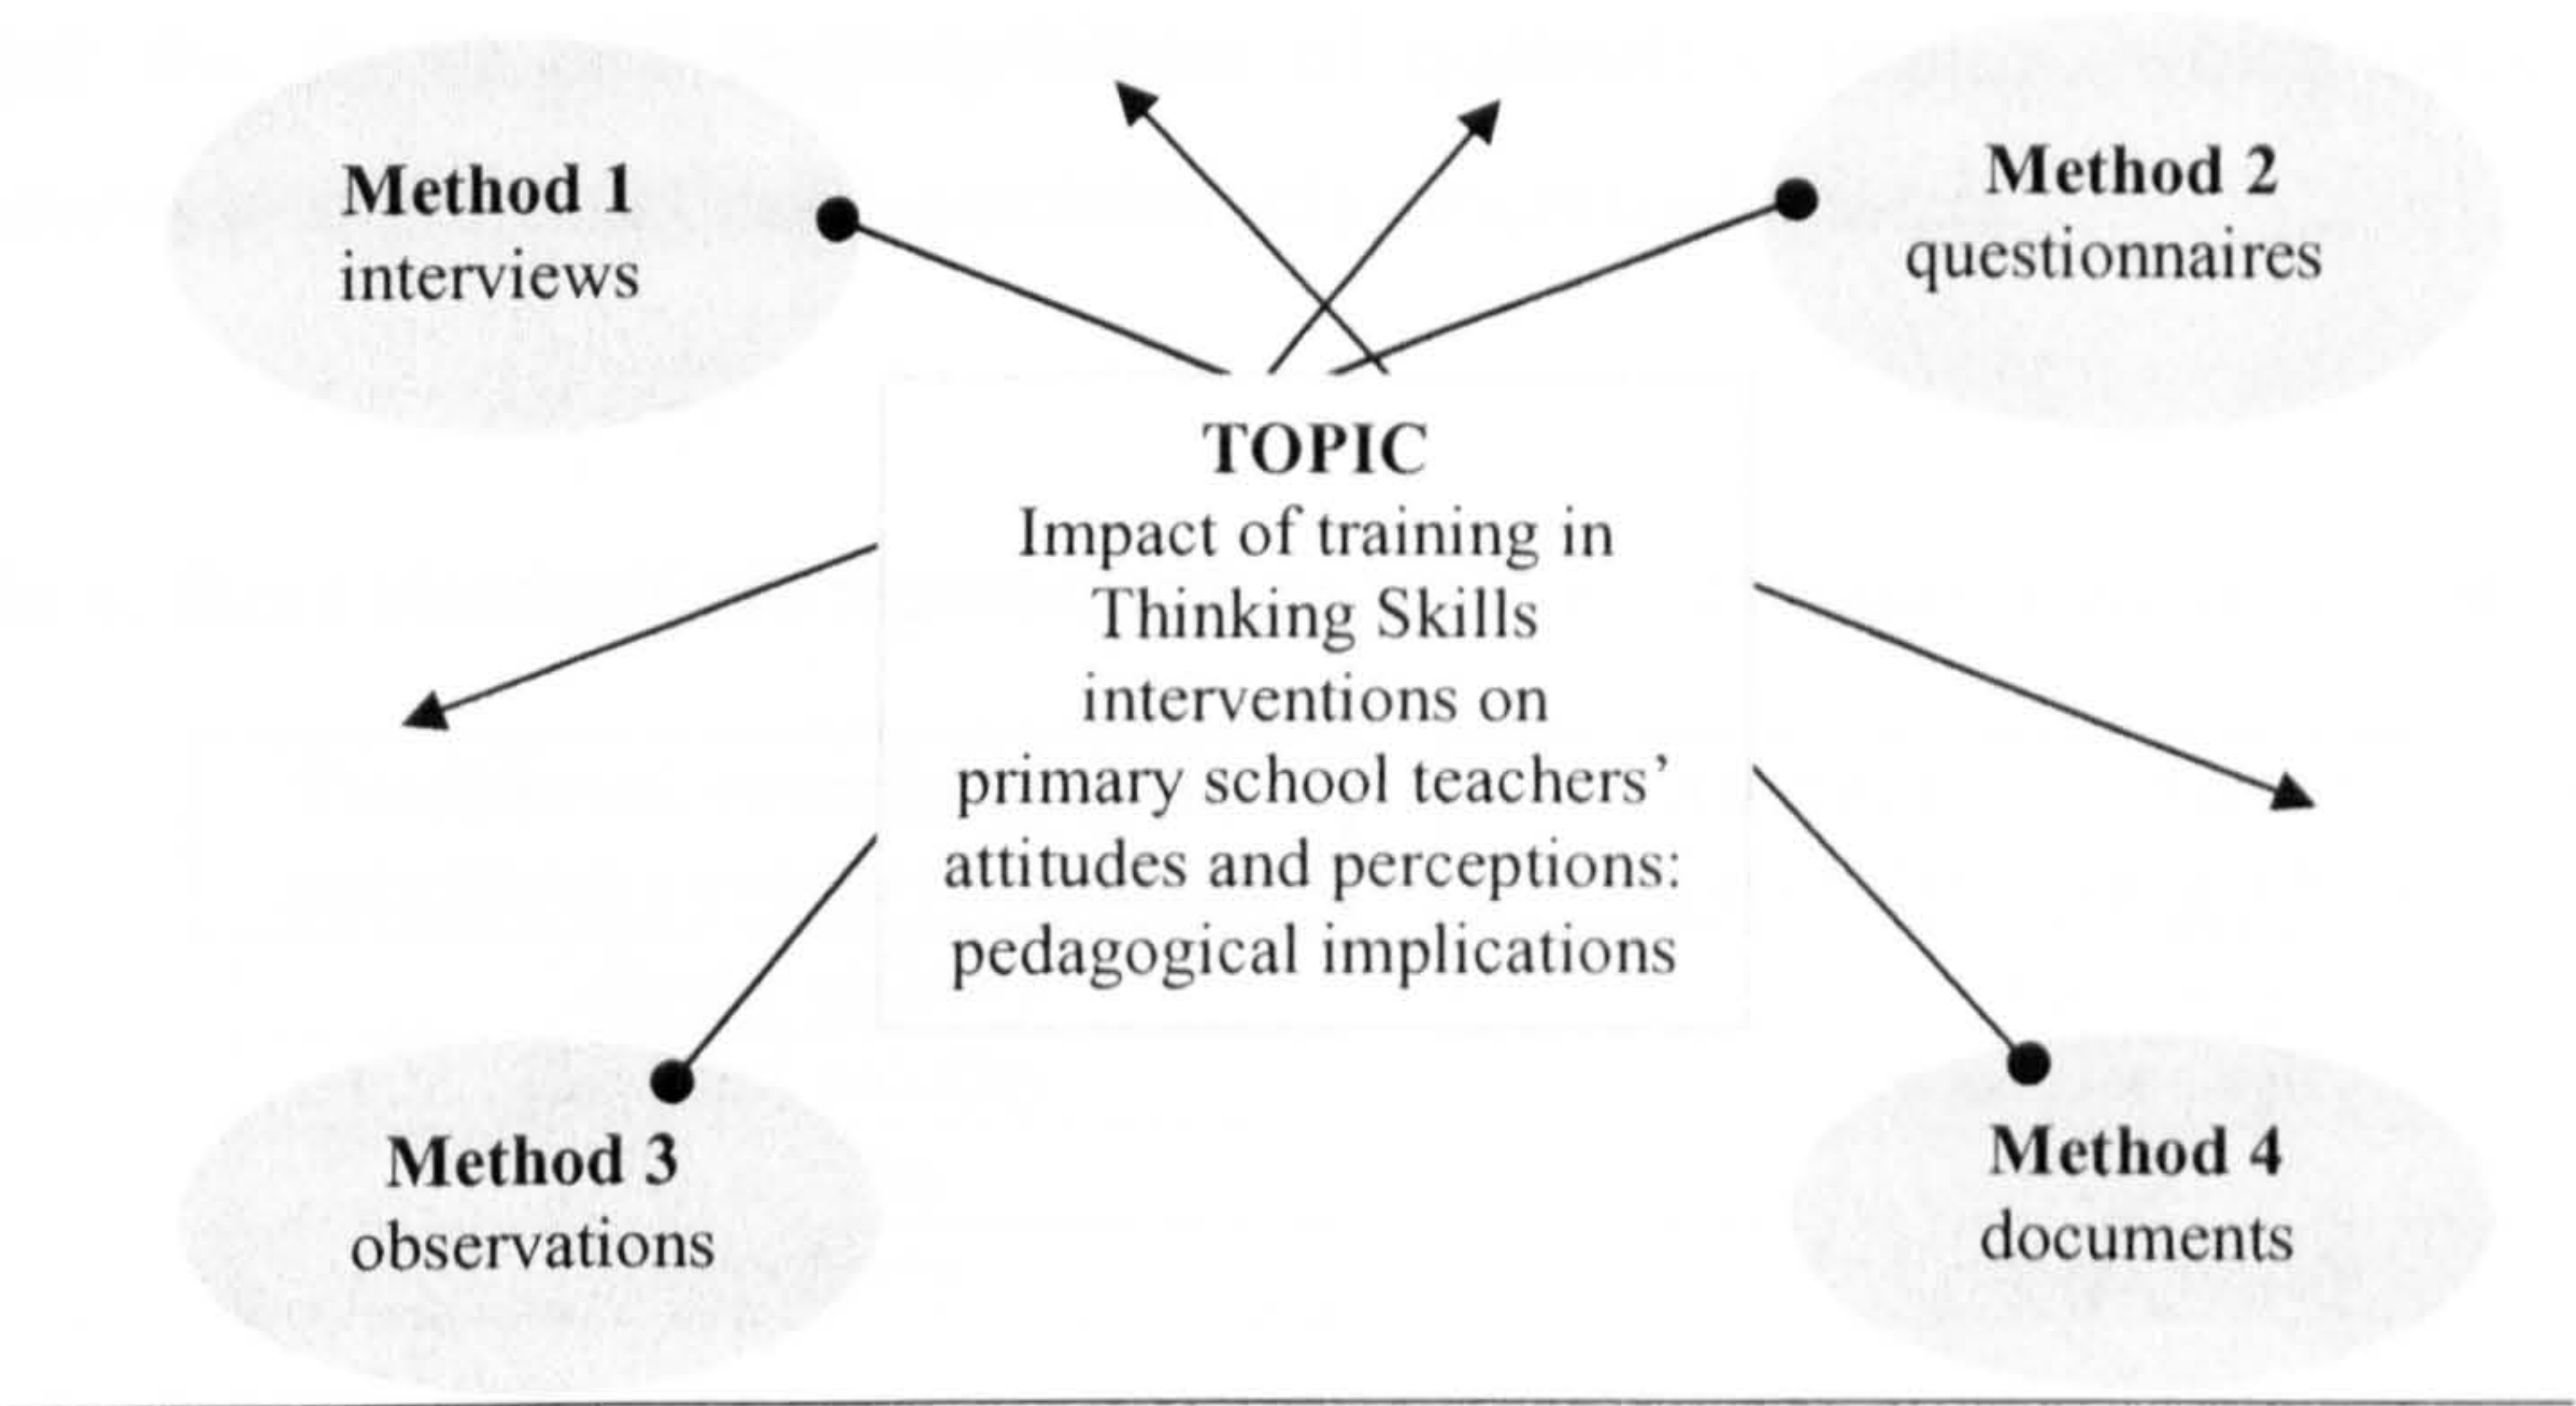 Method 1
interviews
Method 2
questionnaires
TOPIC
Impact of training in
Thinking Skills
interventions on
primary school teachers’
attitudes and perceptions:
pedagogical implications
Method 3
observations
Method 4
documents